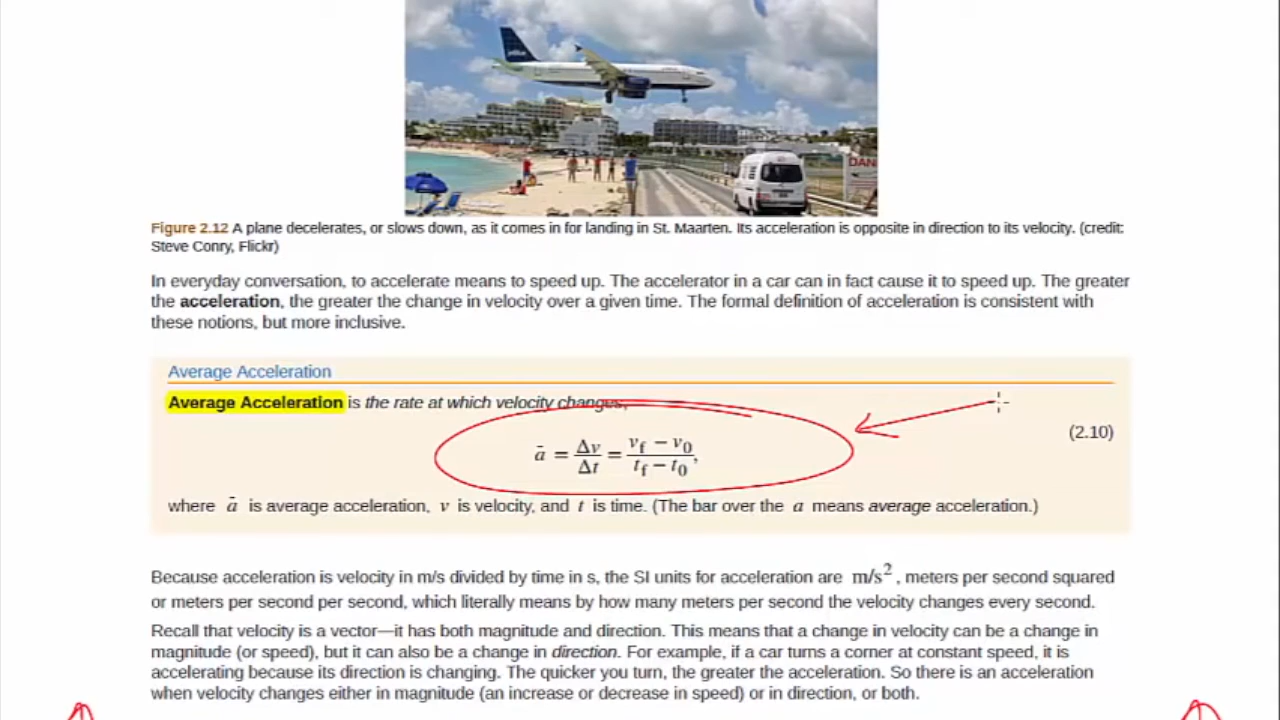 DAN
Figure 2.12 A plane decelerates, or slows down, as it comes in for landing in St. Maarten. Its acceleration is opposite in direction to its velocity. (credit:
Steve Conry, Flickr)
In everyday conversation, to accelerate means to speed up. The accelerator in a car can in fact cause it to speed up. The greater
the acceleration, the greater the change in velocity over a given time. The formal definition of acceleration is consistent with
these notions, but more inclusive.
Average Acceleration
Average Acceleration is the rate at which velocity changes,
ā = Δv/Δt = (v_f − v_0)/(t_f − t_0),
(2.10)
where ā is average acceleration, v is velocity, and t is time. (The bar over the a means average acceleration.)
Because acceleration is velocity in m/s divided by time in s, the SI units for acceleration are m/s², meters per second squared
or meters per second per second, which literally means by how many meters per second the velocity changes every second.
Recall that velocity is a vector—it has both magnitude and direction. This means that a change in velocity can be a change in
magnitude (or speed), but it can also be a change in direction. For example, if a car turns a corner at constant speed, it is
accelerating because its direction is changing. The quicker you turn, the greater the acceleration. So there is an acceleration
when velocity changes either in magnitude (an increase or decrease in speed) or in direction, or both.